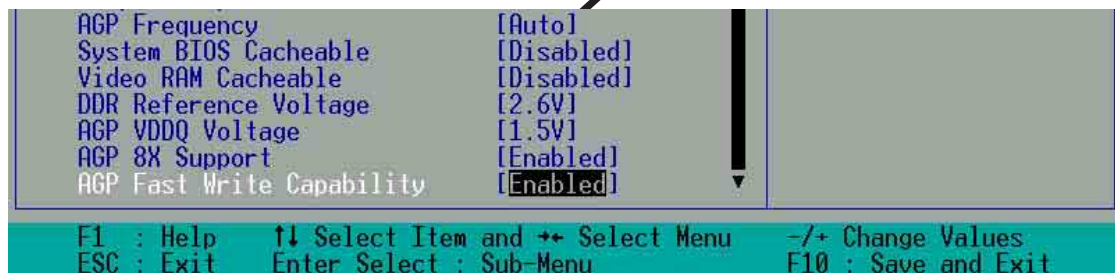 AGP Frequency [Auto]
System BIOS Cacheable [Disabled]
Video RAM Cacheable [Disabled]
DDR Reference Voltage [2.6V]
AGP VDDQ Voltage [1.5V]
AGP 8X Support [Enabled]
AGP Fast Write Capability [Enabled]
F1 : Help ↑↓ Select Item and →← Select Menu -/+ Change Values
ESC : Exit Enter Select : Sub-Menu F10 : Save and Exit